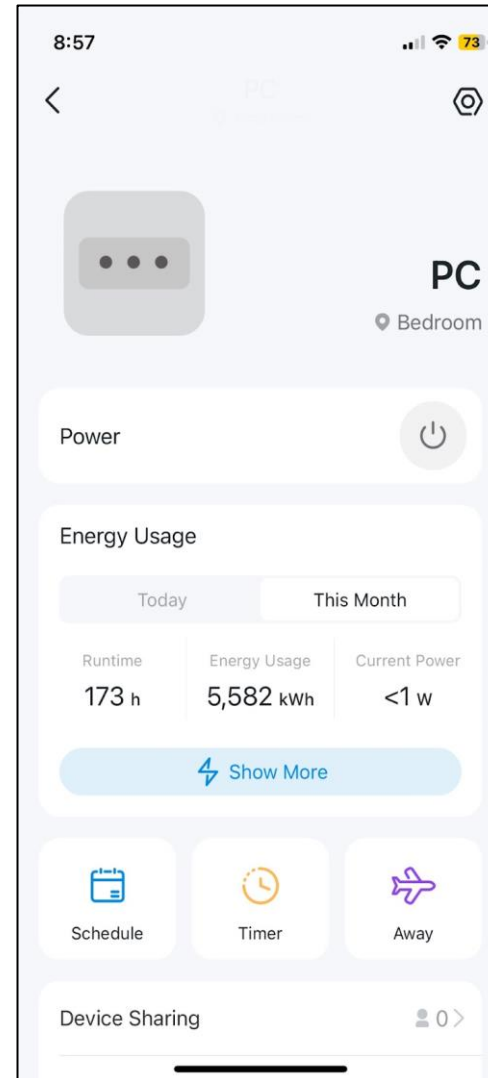 8:57
73
PC
Bedroom
Power
Energy Usage
Today This Month
Runtime Energy Usage Current Power
173 h 5,582 kWh <1 w
Show More
Schedule Timer Away
Device Sharing 0